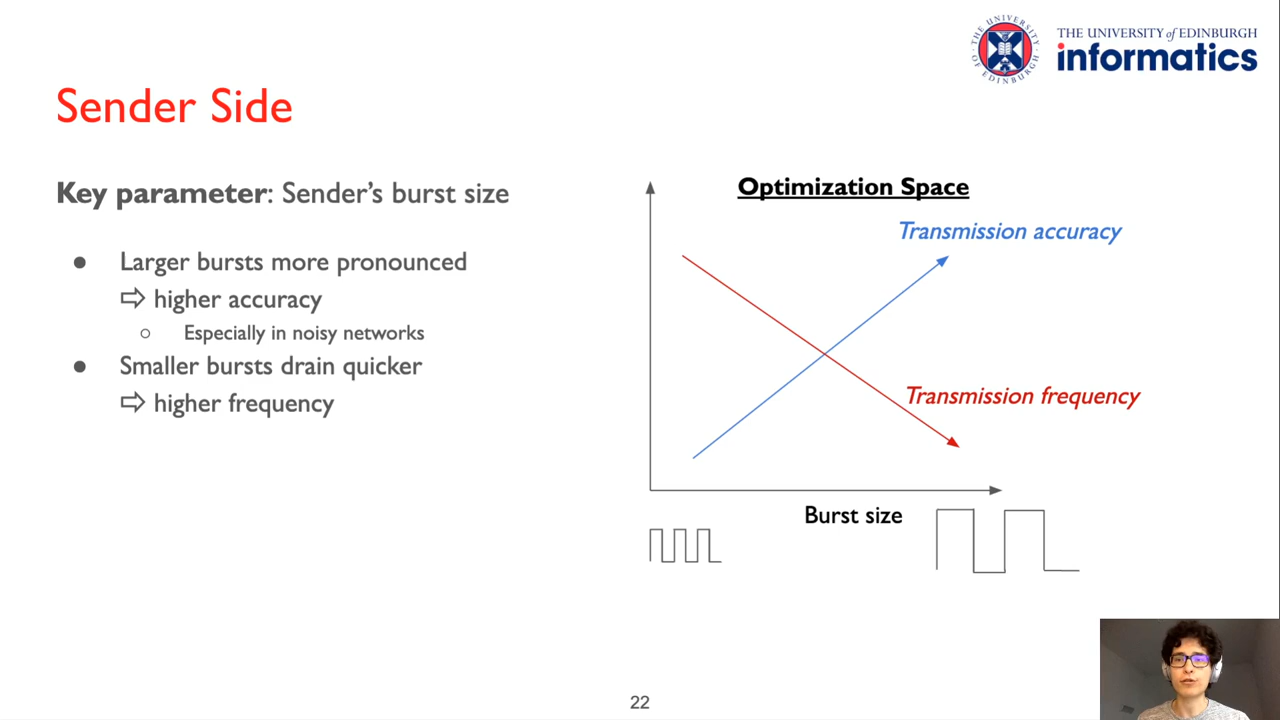 THE UNIVERSITY of EDINBURGH
informatics
Sender Side
Key parameter: Sender's burst size
● Larger bursts more pronounced
⇨ higher accuracy
○ Especially in noisy networks
● Smaller bursts drain quicker
⇨ higher frequency
Optimization Space
Transmission accuracy
Transmission frequency
Burst size
22